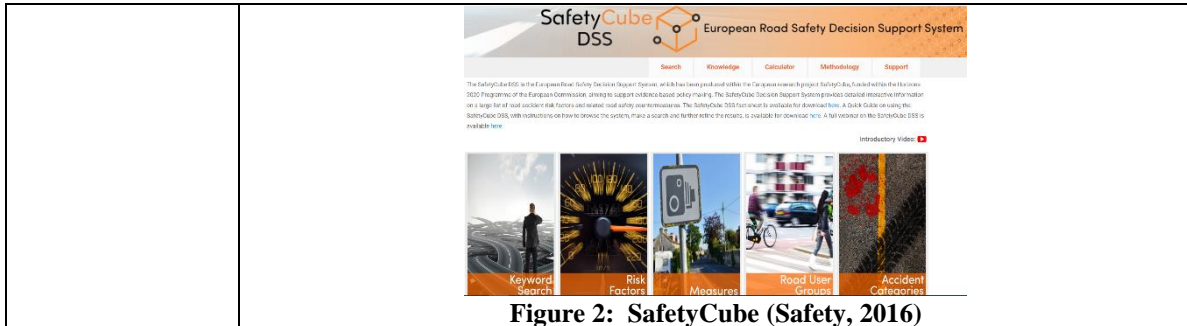 SafetyCube
DSS
European Road Safety Decision Support System
Search Knowledge Calculator Methodology Support
The SafetyCube DSS is the European Road Safety Decision Support System, which has been produced within the European research project SafetyCube, funded within the Horizons
2020 Programme of the European Commission, aiming to support evidence based policy making. The SafetyCube Decision Support System provides detailed interactive information
on a large list of road accident risk factors and related road safety countermeasures. The SafetyCube DSS fact sheet is available for download here. A Quick Guide on using the
SafetyCube DSS, with instructions on how to browse the system, make a search and further refine the results, is available for download here. A full webinar on the SafetyCube DSS is
available here.
Introductory Video:
Keyword Search
Risk Factors
Measures
Road User Groups
Accident Categories
Figure 2: SafetyCube (Safety, 2016)